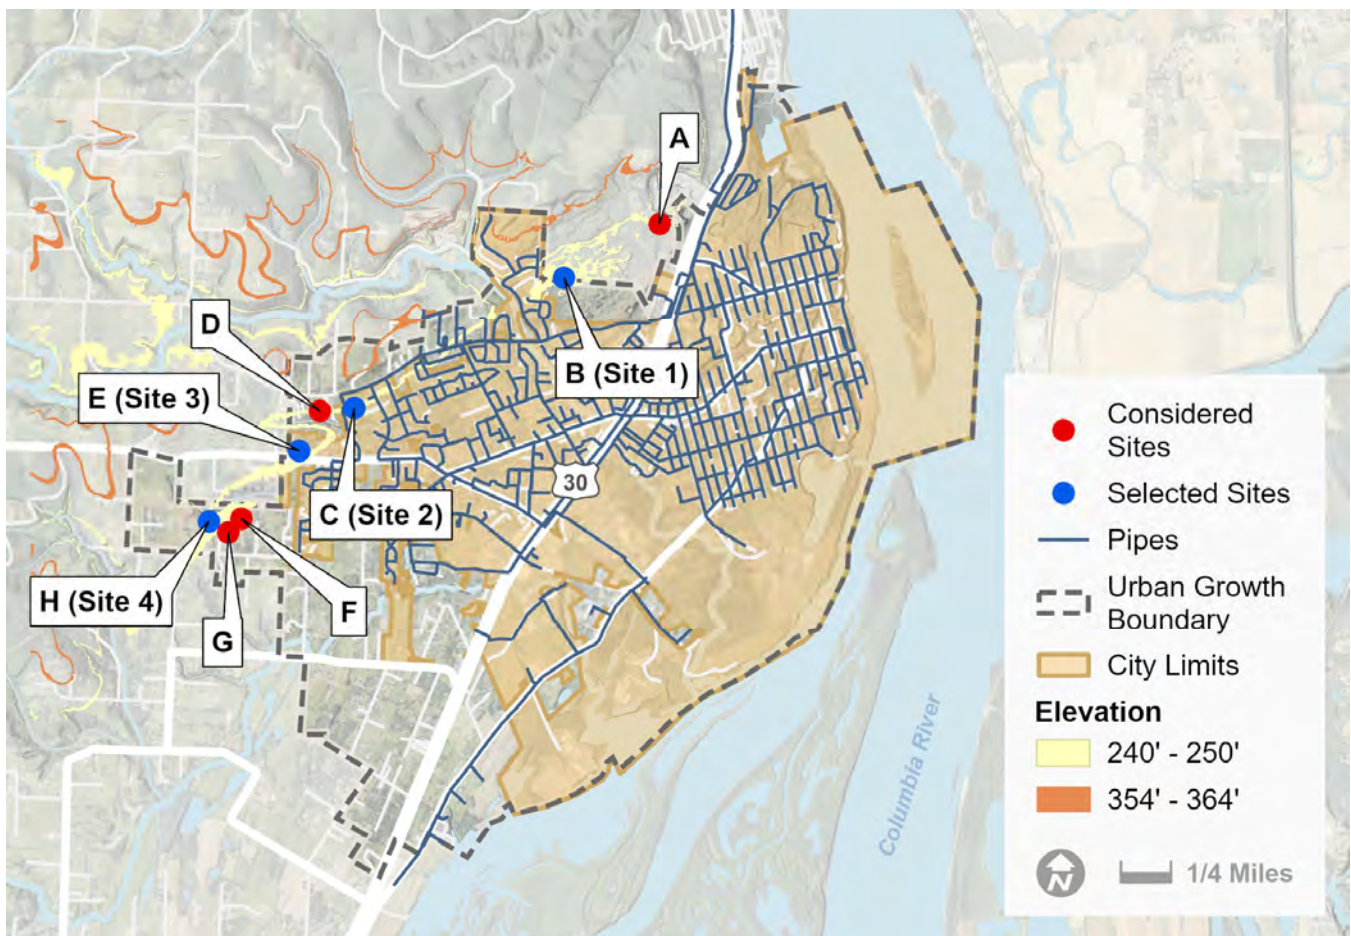 A
D
B (Site 1)
E (Site 3)
30
C (Site 2)
H (Site 4)
F
G
Columbia River
Considered
Sites
Selected Sites
Pipes
Urban Growth
Boundary
City Limits
Elevation
240' - 250'
354' - 364'
N
1/4 Miles